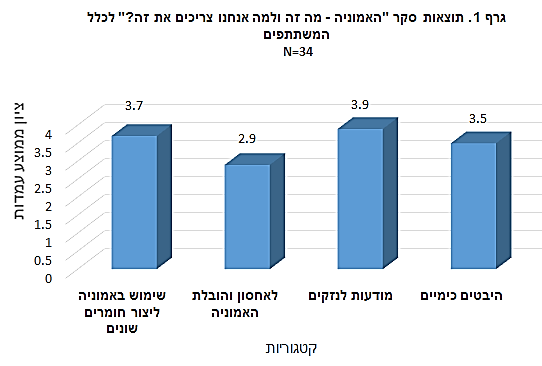 גרף 1. תוצאות סקר "האמוניה - מה זה ולמה אנחנו צריכים את זה?" לכלל
המשתתפים
N=34
ציון ממוצע עמדות
4
3.5
3
2.5
2
1.5
1
0.5
0
3.7
2.9
3.9
3.5
שימוש באמוניה
ליצור חומרים
שונים
לאחסון והובלת
האמוניה
מודעות לנזקים
היבטים כימיים
קטגוריות